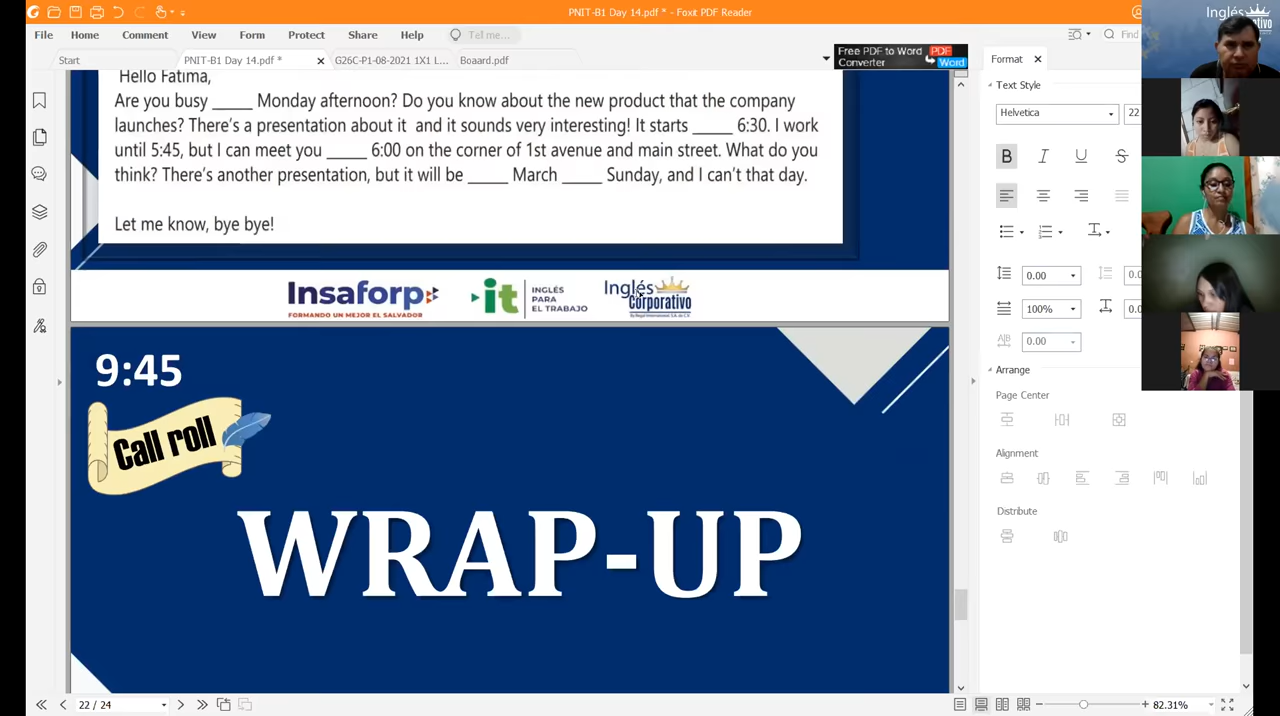 PNIT-B1 Day 14.pdf * - Foxit PDF Reader
File Home Comment View Form Protect Share Help Tell me... Find
Start PNIT-B1 Day 14.pdf * G26C-P1-08-2021 1X1 L... Boaard.pdf
Free PDF to Word Converter PDF Word
Hello Fatima,
Are you busy _____ Monday afternoon? Do you know about the new product that the company
launches? There's a presentation about it and it sounds very interesting! It starts _____ 6:30. I work
until 5:45, but I can meet you _____ 6:00 on the corner of 1st avenue and main street. What do you
think? There's another presentation, but it will be _____ March _____ Sunday, and I can't that day.
Let me know, bye bye!
Insaforp
FORMANDO UN MEJOR EL SALVADOR
it
INGLÉS
PARA
EL TRABAJO
Inglés
Corporativo
9:45
Call roll
WRAP-UP
22 / 24
82.31%
Format
Text Style
Helvetica 22
B I U S
0.00 0.0
100% 0.0
0.00
Arrange
Page Center
Alignment
Distribute
Inglés
Corporativo